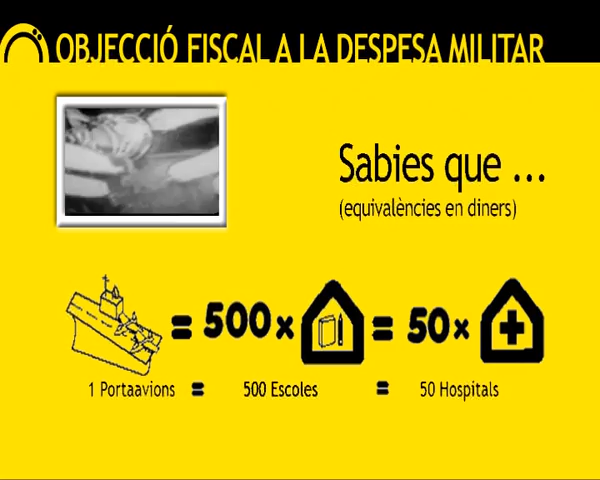 OBJECCIÓ FISCAL A LA DESPESA MILITAR
Sabies que ...
(equivalències en diners)
= 500 x = 50 x
1 Portaavions = 500 Escoles = 50 Hospitals